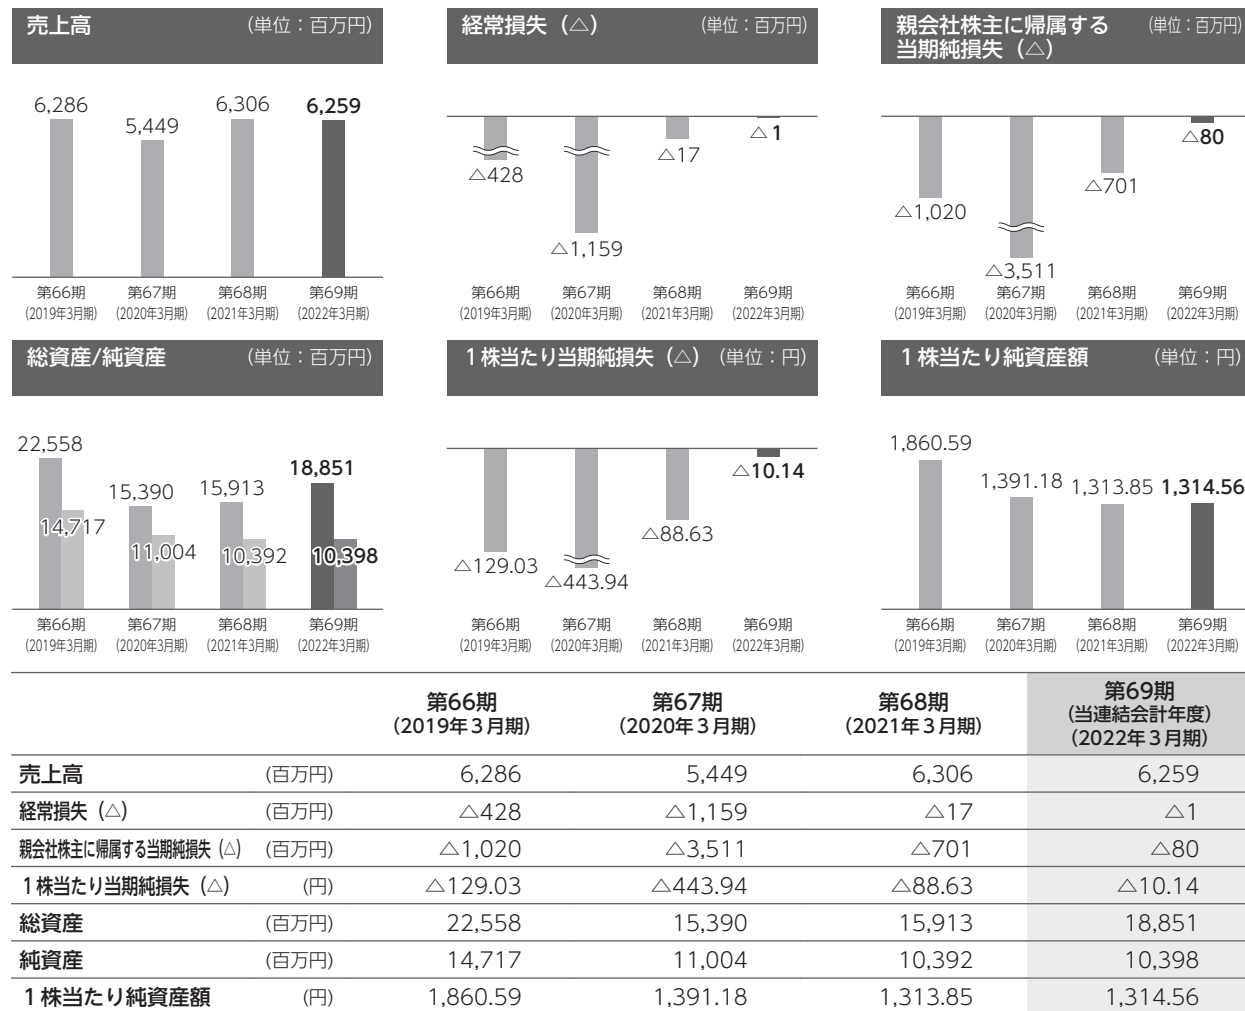 売上高 (単位：百万円)
6,286
5,449
6,306
6,259
第66期 第67期 第68期 第69期
(2019年3月期) (2020年3月期) (2021年3月期) (2022年3月期)
経常損失（△） (単位：百万円)
△428
△1,159
△17
△1
第66期 第67期 第68期 第69期
(2019年3月期) (2020年3月期) (2021年3月期) (2022年3月期)
親会社株主に帰属する (単位：百万円)
当期純損失（△）
△1,020
△3,511
△701
△80
第66期 第67期 第68期 第69期
(2019年3月期) (2020年3月期) (2021年3月期) (2022年3月期)
総資産/純資産 (単位：百万円)
22,558
14,717
15,390
11,004
15,913
10,392
18,851
10,398
第66期 第67期 第68期 第69期
(2019年3月期) (2020年3月期) (2021年3月期) (2022年3月期)
１株当たり当期純損失（△） (単位：円)
△129.03
△443.94
△88.63
△10.14
第66期 第67期 第68期 第69期
(2019年3月期) (2020年3月期) (2021年3月期) (2022年3月期)
１株当たり純資産額 (単位：円)
1,860.59
1,391.18
1,313.85
1,314.56
第66期 第67期 第68期 第69期
(2019年3月期) (2020年3月期) (2021年3月期) (2022年3月期)
第66期 第67期 第68期 第69期
(2019年３月期) (2020年３月期) (2021年３月期) (当連結会計年度)
(2022年３月期)
売上高 (百万円) 6,286 5,449 6,306 6,259
経常損失（△） (百万円) △428 △1,159 △17 △1
親会社株主に帰属する当期純損失（△） (百万円) △1,020 △3,511 △701 △80
１株当たり当期純損失（△） (円) △129.03 △443.94 △88.63 △10.14
総資産 (百万円) 22,558 15,390 15,913 18,851
純資産 (百万円) 14,717 11,004 10,392 10,398
１株当たり純資産額 (円) 1,860.59 1,391.18 1,313.85 1,314.56